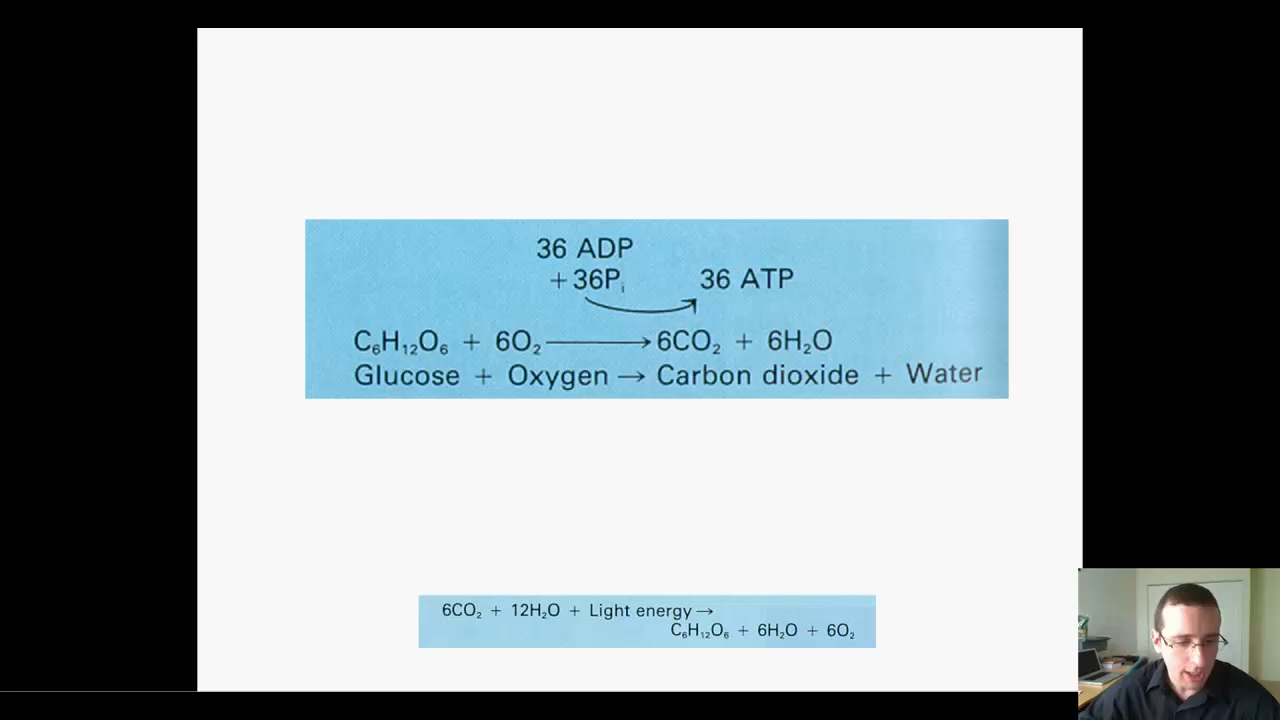 36 ADP
+36Pᵢ 36 ATP
C₆H₁₂O₆ + 6O₂ → 6CO₂ + 6H₂O
Glucose + Oxygen → Carbon dioxide + Water
6CO₂ + 12H₂O + Light energy →
C₆H₁₂O₆ + 6H₂O + 6O₂